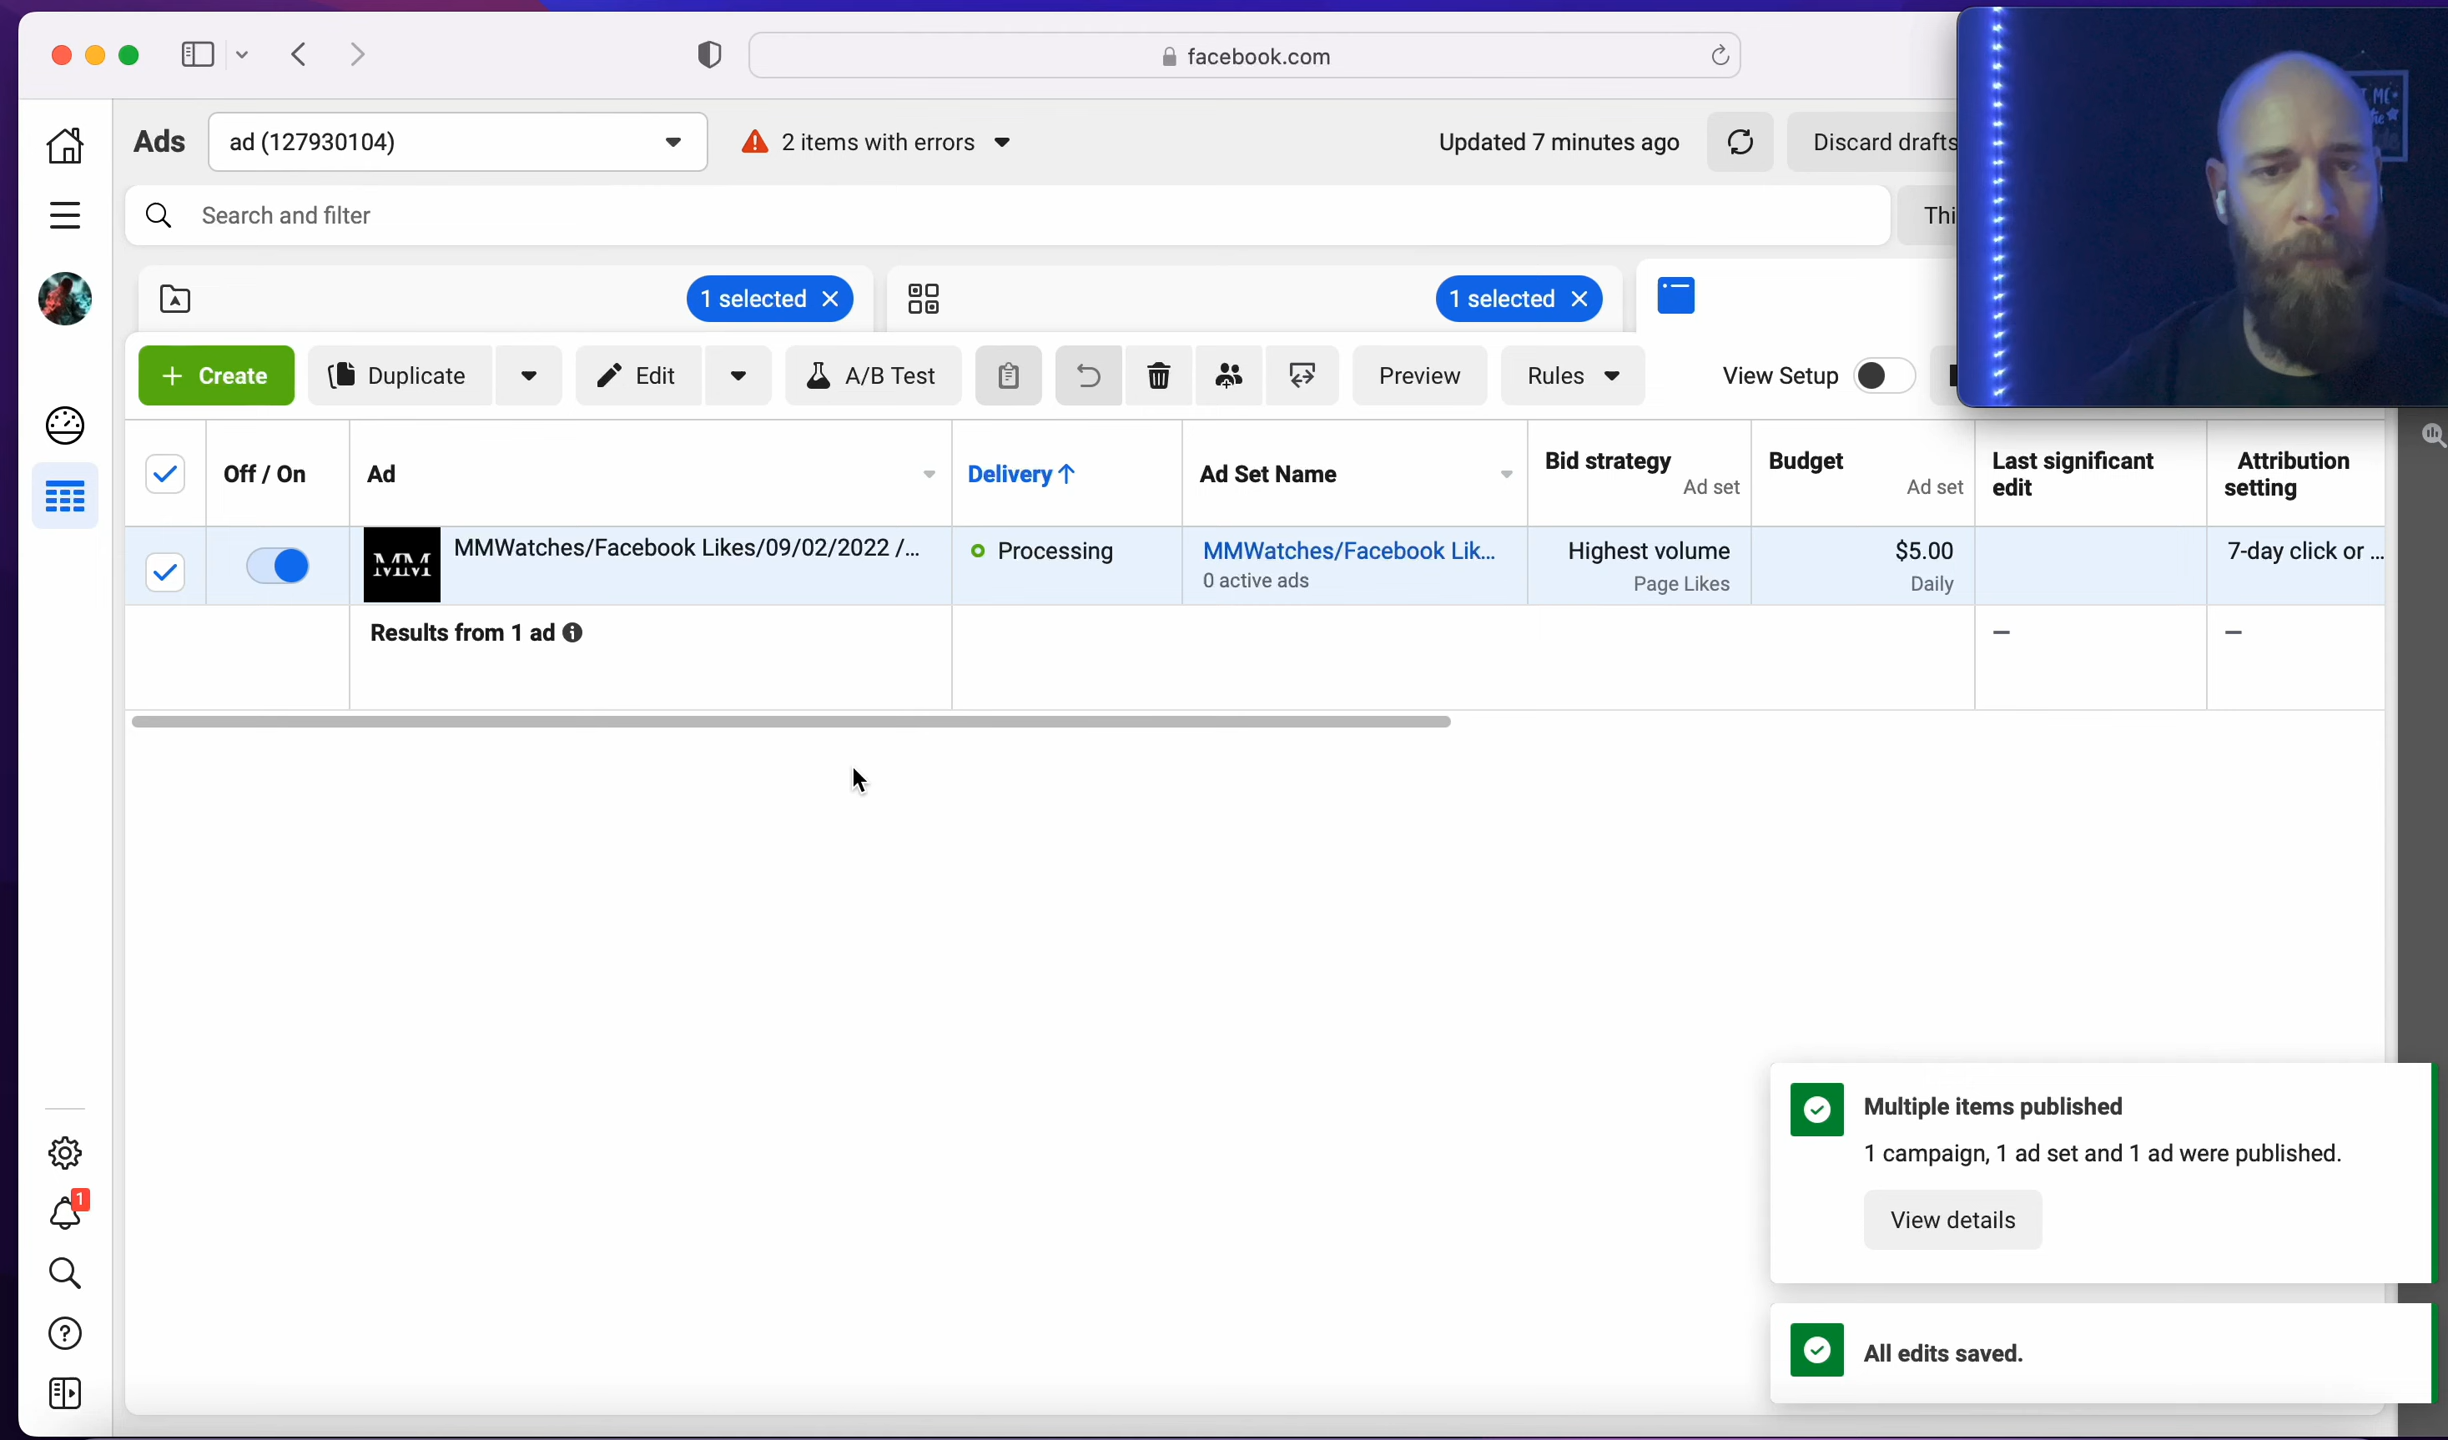 facebook.com
Ads
ad (127930104)
2 items with errors
Updated 7 minutes ago
Discard drafts
Search and filter
1 selected
1 selected
Create
Duplicate
Edit
A/B Test
Preview
Rules
View Setup
Off / On
Ad
Delivery
Ad Set Name
Bid strategy
Ad set
Budget
Ad set
Last significant
edit
Attribution
setting
MM
MMWatches/Facebook Likes/09/02/2022 /...
Processing
MMWatches/Facebook Lik...
0 active ads
Highest volume
Page Likes
$5.00
Daily
7-day click or ...
Results from 1 ad
—
—
1
Multiple items published
1 campaign, 1 ad set and 1 ad were published.
View details
All edits saved.